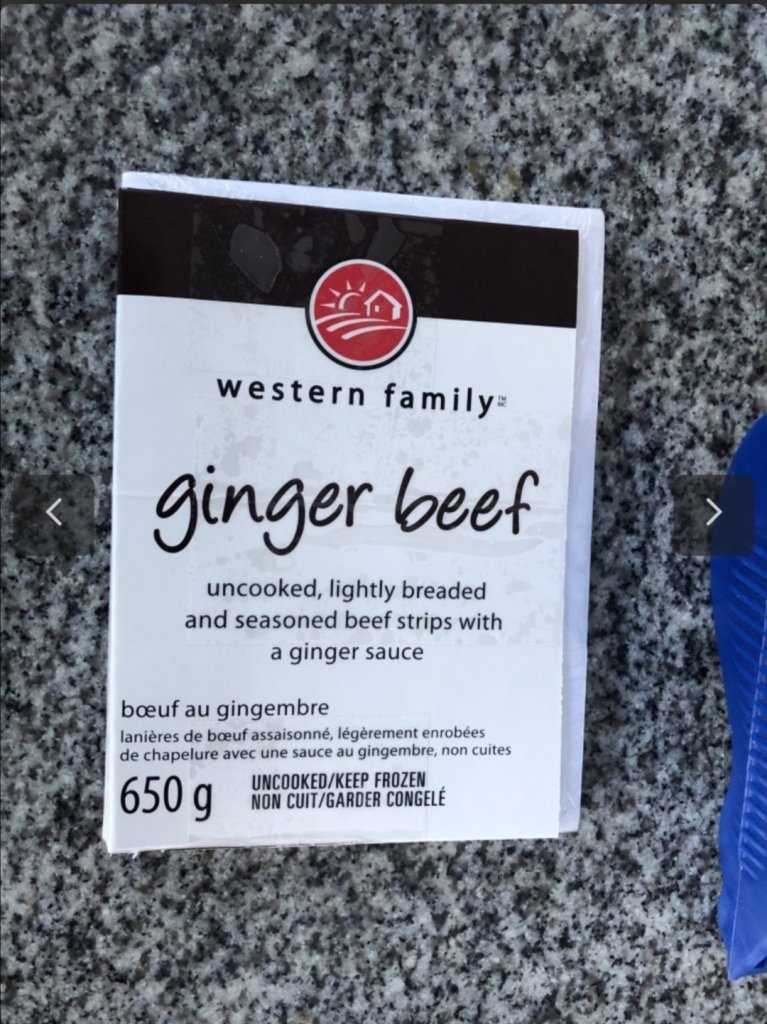 western family™ MC
ginger beef
uncooked, lightly breaded
and seasoned beef strips with
a ginger sauce
bœuf au gingembre
lanières de bœuf assaisonné, légèrement enrobées
de chapelure avec une sauce au gingembre, non cuites
650 g
UNCOOKED/KEEP FROZEN
NON CUIT/GARDER CONGELÉ